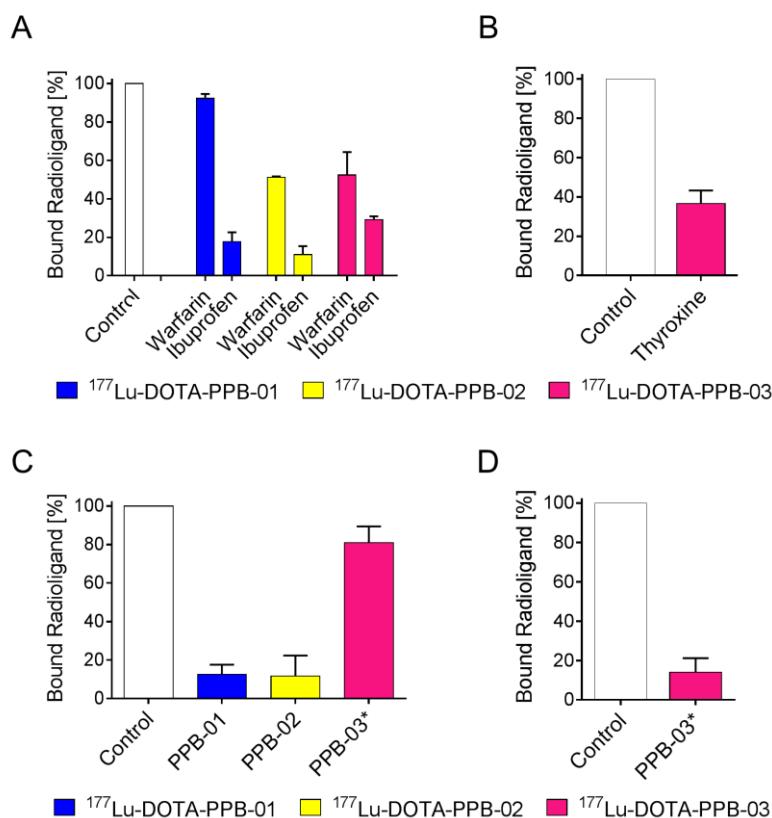 A
B
Bound Radioligand [%]
100
80
60
40
20
0
Control
Warfarin
Ibuprofen
Warfarin
Ibuprofen
Warfarin
Ibuprofen
Bound Radioligand [%]
100
80
60
40
20
0
Control
Thyroxine
¹⁷⁷Lu-DOTA-PPB-01 ¹⁷⁷Lu-DOTA-PPB-02 ¹⁷⁷Lu-DOTA-PPB-03
C
D
Bound Radioligand [%]
100
80
60
40
20
0
Control
PPB-01
PPB-02
PPB-03*
Bound Radioligand [%]
100
80
60
40
20
0
Control
PPB-03*
¹⁷⁷Lu-DOTA-PPB-01 ¹⁷⁷Lu-DOTA-PPB-02 ¹⁷⁷Lu-DOTA-PPB-03